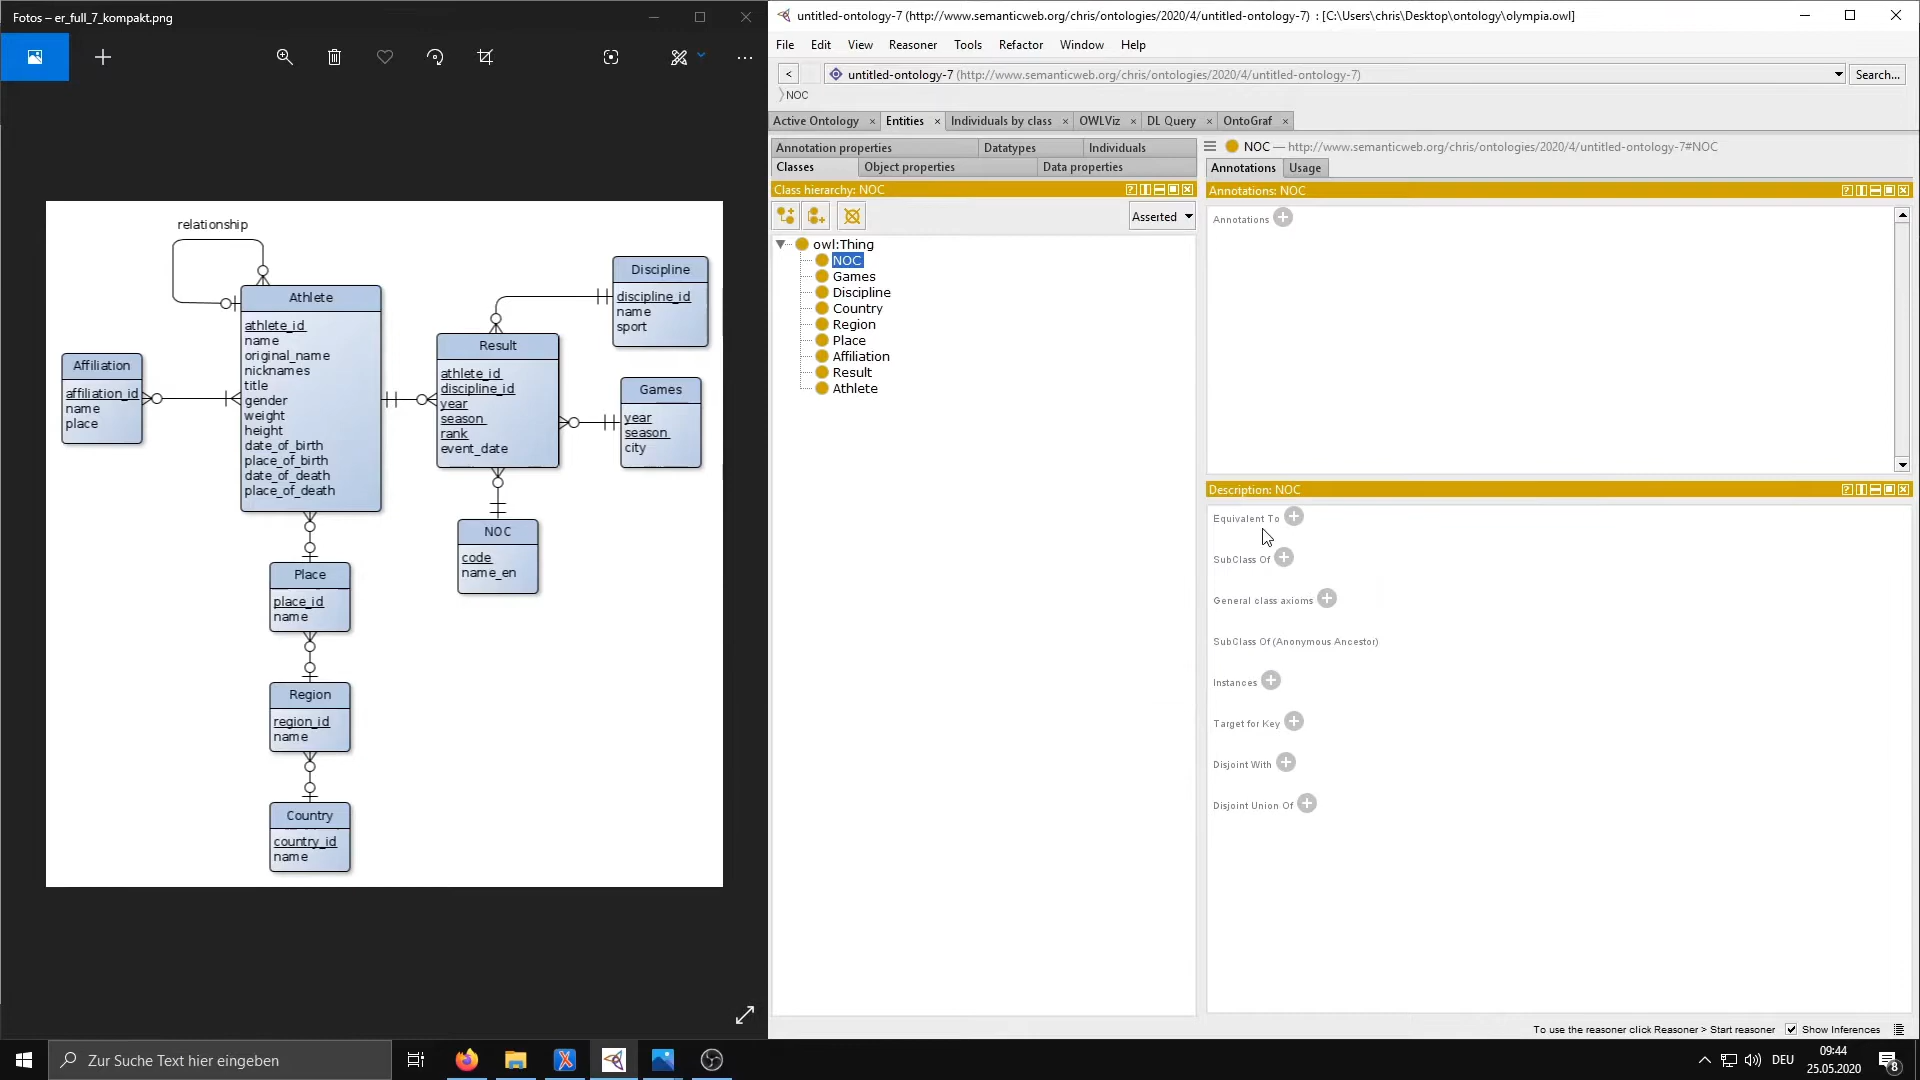 Fotos – er_full_7_kompakt.png
relationship
Athlete
athlete_id
name
original_name
nicknames
title
gender
weight
height
date_of_birth
place_of_birth
date_of_death
place_of_death
Affiliation
affiliation_id
name
place
Result
athlete_id
discipline_id
year
season
rank
event_date
Discipline
discipline_id
name
sport
Games
year
season
city
NOC
code
name_en
Place
place_id
name
Region
region_id
name
Country
country_id
name
untitled-ontology-7 (http://www.semanticweb.org/chris/ontologies/2020/4/untitled-ontology-7) : [C:\Users\chris\Desktop\ontology\olympia.owl]
File Edit View Reasoner Tools Refactor Window Help
< untitled-ontology-7 (http://www.semanticweb.org/chris/ontologies/2020/4/untitled-ontology-7) Search...
NOC
Active Ontology × Entities × Individuals by class × OWLViz × DL Query × OntoGraf ×
Annotation properties Datatypes Individuals
Classes Object properties Data properties
Class hierarchy: NOC
Asserted
owl:Thing
NOC
Games
Discipline
Country
Region
Place
Affiliation
Result
Athlete
NOC — http://www.semanticweb.org/chris/ontologies/2020/4/untitled-ontology-7#NOC
Annotations Usage
Annotations: NOC
Annotations
Description: NOC
Equivalent To
SubClass Of
General class axioms
SubClass Of (Anonymous Ancestor)
Instances
Target for Key
Disjoint With
Disjoint Union Of
To use the reasoner click Reasoner > Start reasoner Show Inferences
Zur Suche Text hier eingeben
DEU
09:44
25.05.2020
8